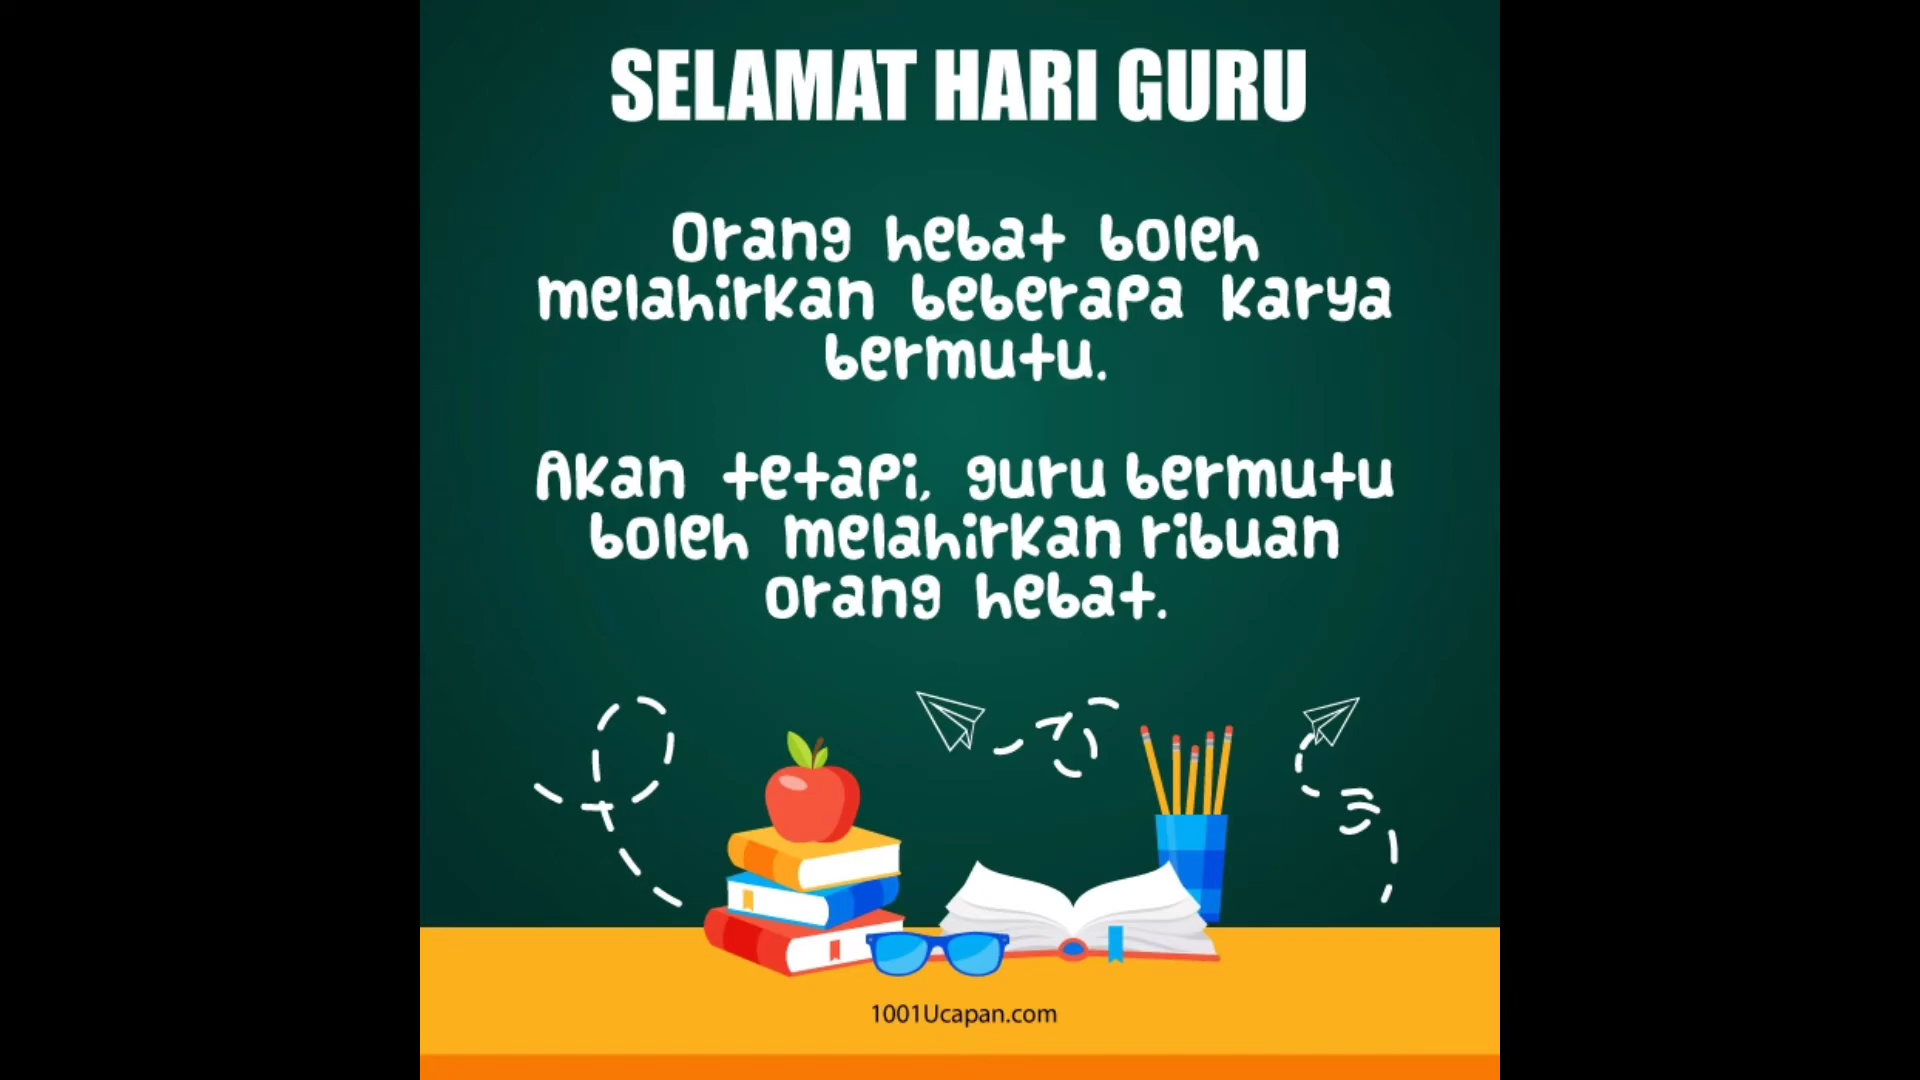 SELAMAT HARI GURU
Orang hebat boleh
melahirkan beberapa karya
bermutu.
Akan tetapi, guru bermutu
boleh melahirkan ribuan
orang hebat.
1001Ucapan.com